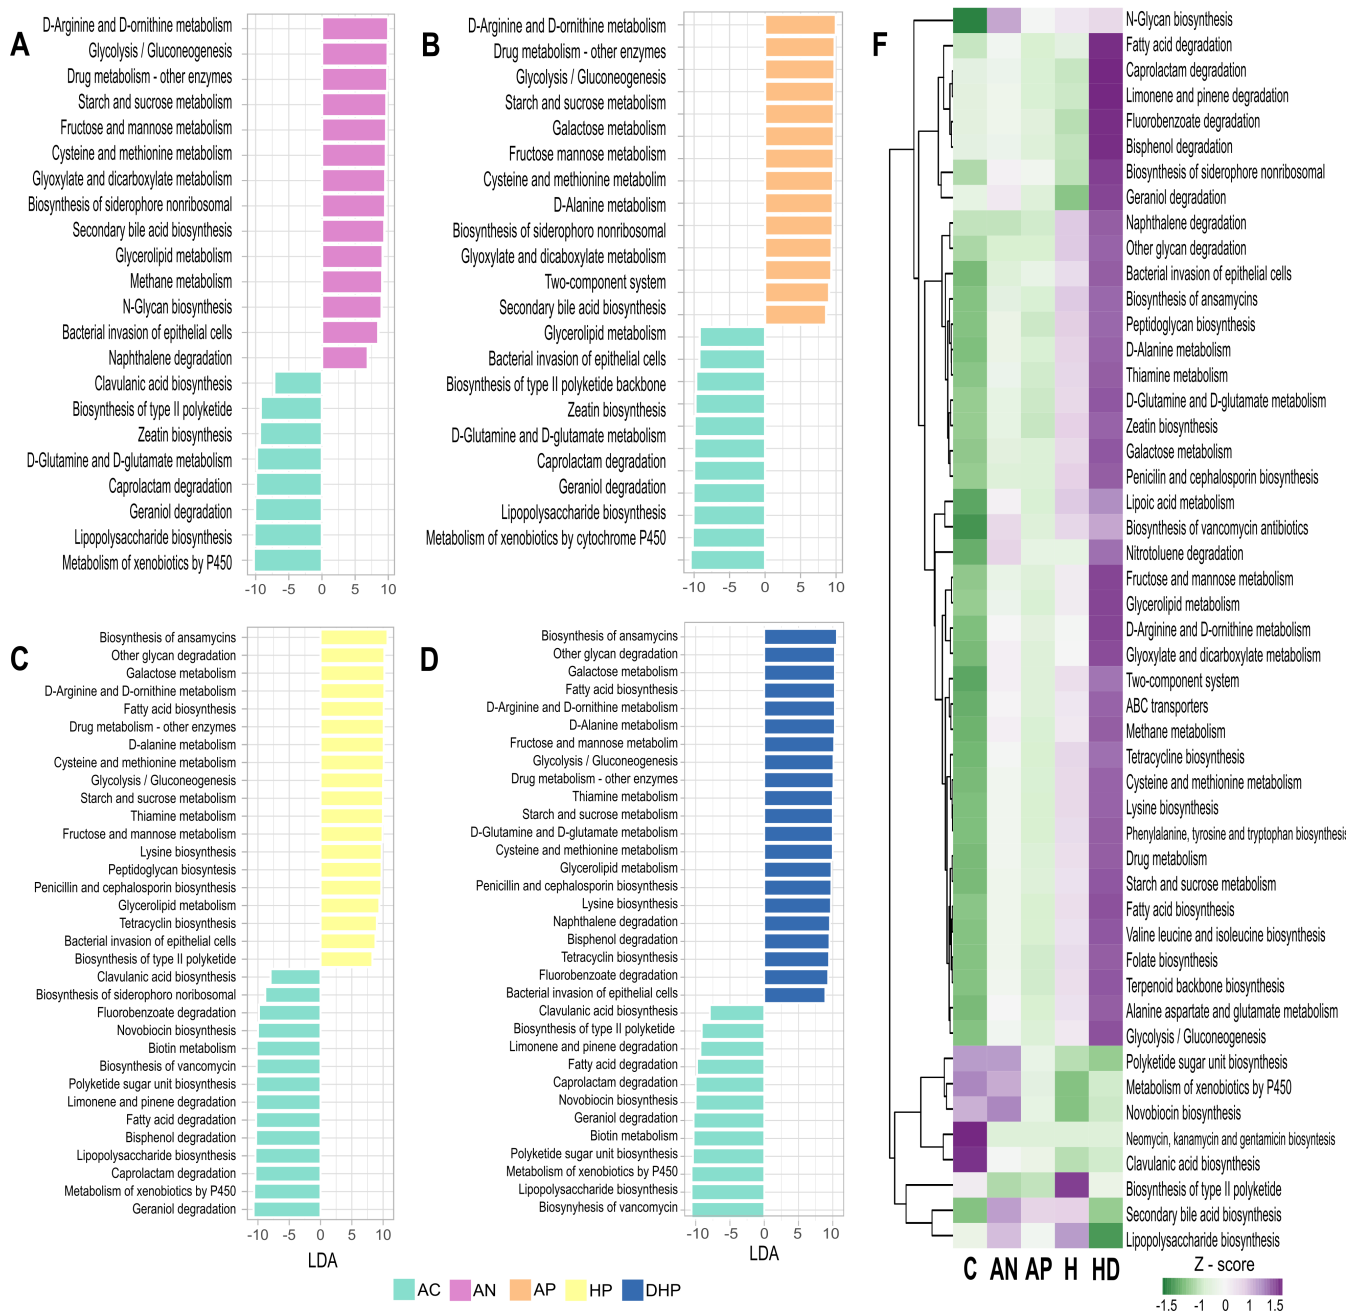 A
D-Arginine and D-ornithine metabolism
Glycolysis / Gluconeogenesis
Drug metabolism - other enzymes
Starch and sucrose metabolism
Fructose and mannose metabolism
Cysteine and methionine metabolism
Glyoxylate and dicarboxylate metabolism
Biosynthesis of siderophore nonribosomal
Secondary bile acid biosynthesis
Glycerolipid metabolism
Methane metabolism
N-Glycan biosynthesis
Bacterial invasion of epithelial cells
Naphthalene degradation
Clavulanic acid biosynthesis
Biosynthesis of type II polyketide
Zeatin biosynthesis
D-Glutamine and D-glutamate metabolism
Caprolactam degradation
Geraniol degradation
Lipopolysaccharide biosynthesis
Metabolism of xenobiotics by P450
-10 -5 0 5 10
B
D-Arginine and D-ornithine metabolism
Drug metabolism - other enzymes
Glycolysis / Gluconeogenesis
Starch and sucrose metabolism
Galactose metabolism
Fructose mannose metabolism
Cysteine and methionine metabolim
D-Alanine metabolism
Biosynthesis of siderophoro nonribosomal
Glyoxylate and dicaboxylate metabolism
Two-component system
Secondary bile acid biosynthesis
Glycerolipid metabolism
Bacterial invasion of epithelial cells
Biosynthesis of type II polyketide backbone
Zeatin biosynthesis
D-Glutamine and D-glutamate metabolism
Caprolactam degradation
Geraniol degradation
Lipopolysaccharide biosynthesis
Metabolism of xenobiotics by cytochrome P450
-10 -5 0 5 10
C
Biosynthesis of ansamycins
Other glycan degradation
Galactose metabolism
D-Arginine and D-ornithine metabolism
Fatty acid biosynthesis
Drug metabolism - other enzymes
D-alanine metabolism
Cysteine and methionine metabolism
Glycolysis / Gluconeogenesis
Starch and sucrose metabolism
Thiamine metabolism
Fructose and mannose metabolism
Lysine biosynthesis
Peptidoglycan biosyntesis
Penicillin and cephalosporin biosynthesis
Glycerolipid metabolism
Tetracyclin biosynthesis
Bacterial invasion of epithelial cells
Biosynthesis of type II polyketide
Clavulanic acid biosynthesis
Biosynthesis of siderophoro noribosomal
Fluorobenzoate degradation
Novobiocin biosynthesis
Biotin metabolism
Biosynthesis of vancomycin
Polyketide sugar unit biosynthesis
Limonene and pinene degradation
Fatty acid degradation
Bisphenol degradation
Lipopolysaccharide biosynthesis
Caprolactam degradation
Metabolism of xenobiotics by P450
Geraniol degradation
-10 -5 0 5 10
LDA
D
Biosynthesis of ansamycins
Other glycan degradation
Galactose metabolism
Fatty acid biosynthesis
D-Arginine and D-ornithine metabolism
D-Alanine metabolism
Fructose and mannose metabolim
Glycolysis / Gluconeogenesis
Drug metabolism - other enzymes
Thiamine metabolism
Starch and sucrose metabolism
D-Glutamine and D-glutamate metabolism
Cysteine and methionine metabolism
Glycerolipid metabolism
Penicillin and cephalosporin biosynthesis
Lysine biosynthesis
Naphthalene degradation
Bisphenol degradation
Tetracyclin biosynthesis
Fluorobenzoate degradation
Bacterial invasion of epithelial cells
Clavulanic acid biosynthesis
Biosynthesis of type II polyketide
Limonene and pinene degradation
Fatty acid degradation
Caprolactam degradation
Novobiocin biosynthesis
Geraniol degradation
Biotin metabolism
Polyketide sugar unit biosynthesis
Metabolism of xenobiotics by P450
Lipopolysaccharide biosynthesis
Biosynyhesis of vancomycin
-10 -5 0 5 10
LDA
AC AN AP HP DHP
F
N-Glycan biosynthesis
Fatty acid degradation
Caprolactam degradation
Limonene and pinene degradation
Fluorobenzoate degradation
Bisphenol degradation
Biosynthesis of siderophore nonribosomal
Geraniol degradation
Naphthalene degradation
Other glycan degradation
Bacterial invasion of epithelial cells
Biosynthesis of ansamycins
Peptidoglycan biosynthesis
D-Alanine metabolism
Thiamine metabolism
D-Glutamine and D-glutamate metabolism
Zeatin biosynthesis
Galactose metabolism
Penicilin and cephalosporin biosynthesis
Lipoic acid metabolism
Biosynthesis of vancomycin antibiotics
Nitrotoluene degradation
Fructose and mannose metabolism
Glycerolipid metabolism
D-Arginine and D-ornithine metabolism
Glyoxylate and dicarboxylate metabolism
Two-component system
ABC transporters
Methane metabolism
Tetracycline biosynthesis
Cysteine and methionine metabolism
Lysine biosynthesis
Phenylalanine, tyrosine and tryptophan biosynthesis
Drug metabolism
Starch and sucrose metabolism
Fatty acid biosynthesis
Valine leucine and isoleucine biosynthesis
Folate biosynthesis
Terpenoid backbone biosynthesis
Alanine aspartate and glutamate metabolism
Glycolysis / Gluconeogenesis
Polyketide sugar unit biosynthesis
Metabolism of xenobiotics by P450
Novobiocin biosynthesis
Neomycin, kanamycin and gentamicin biosyntesis
Clavulanic acid biosynthesis
Biosynthesis of type II polyketide
Secondary bile acid biosynthesis
Lipopolysaccharide biosynthesis
C AN AP H HD
Z - score
-1.5 -1 0 1 1.5